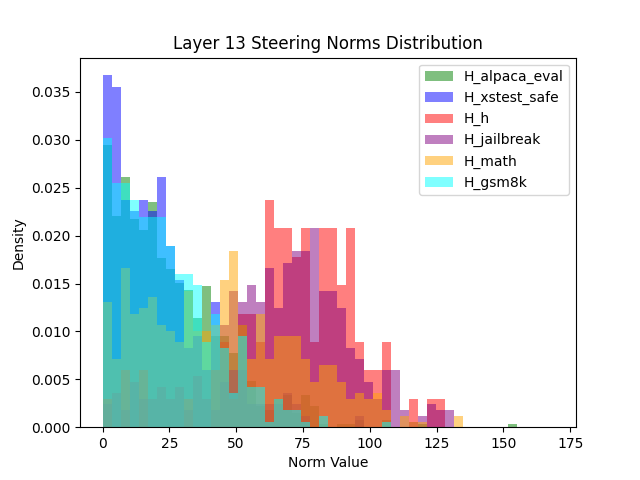 Layer 13 Steering Norms Distribution
H_alpaca_eval
H_xstest_safe
H_h
H_jailbreak
H_math
H_gsm8k
Density
0.035
0.030
0.025
0.020
0.015
0.010
0.005
0.000
0 25 50 75 100 125 150 175
Norm Value